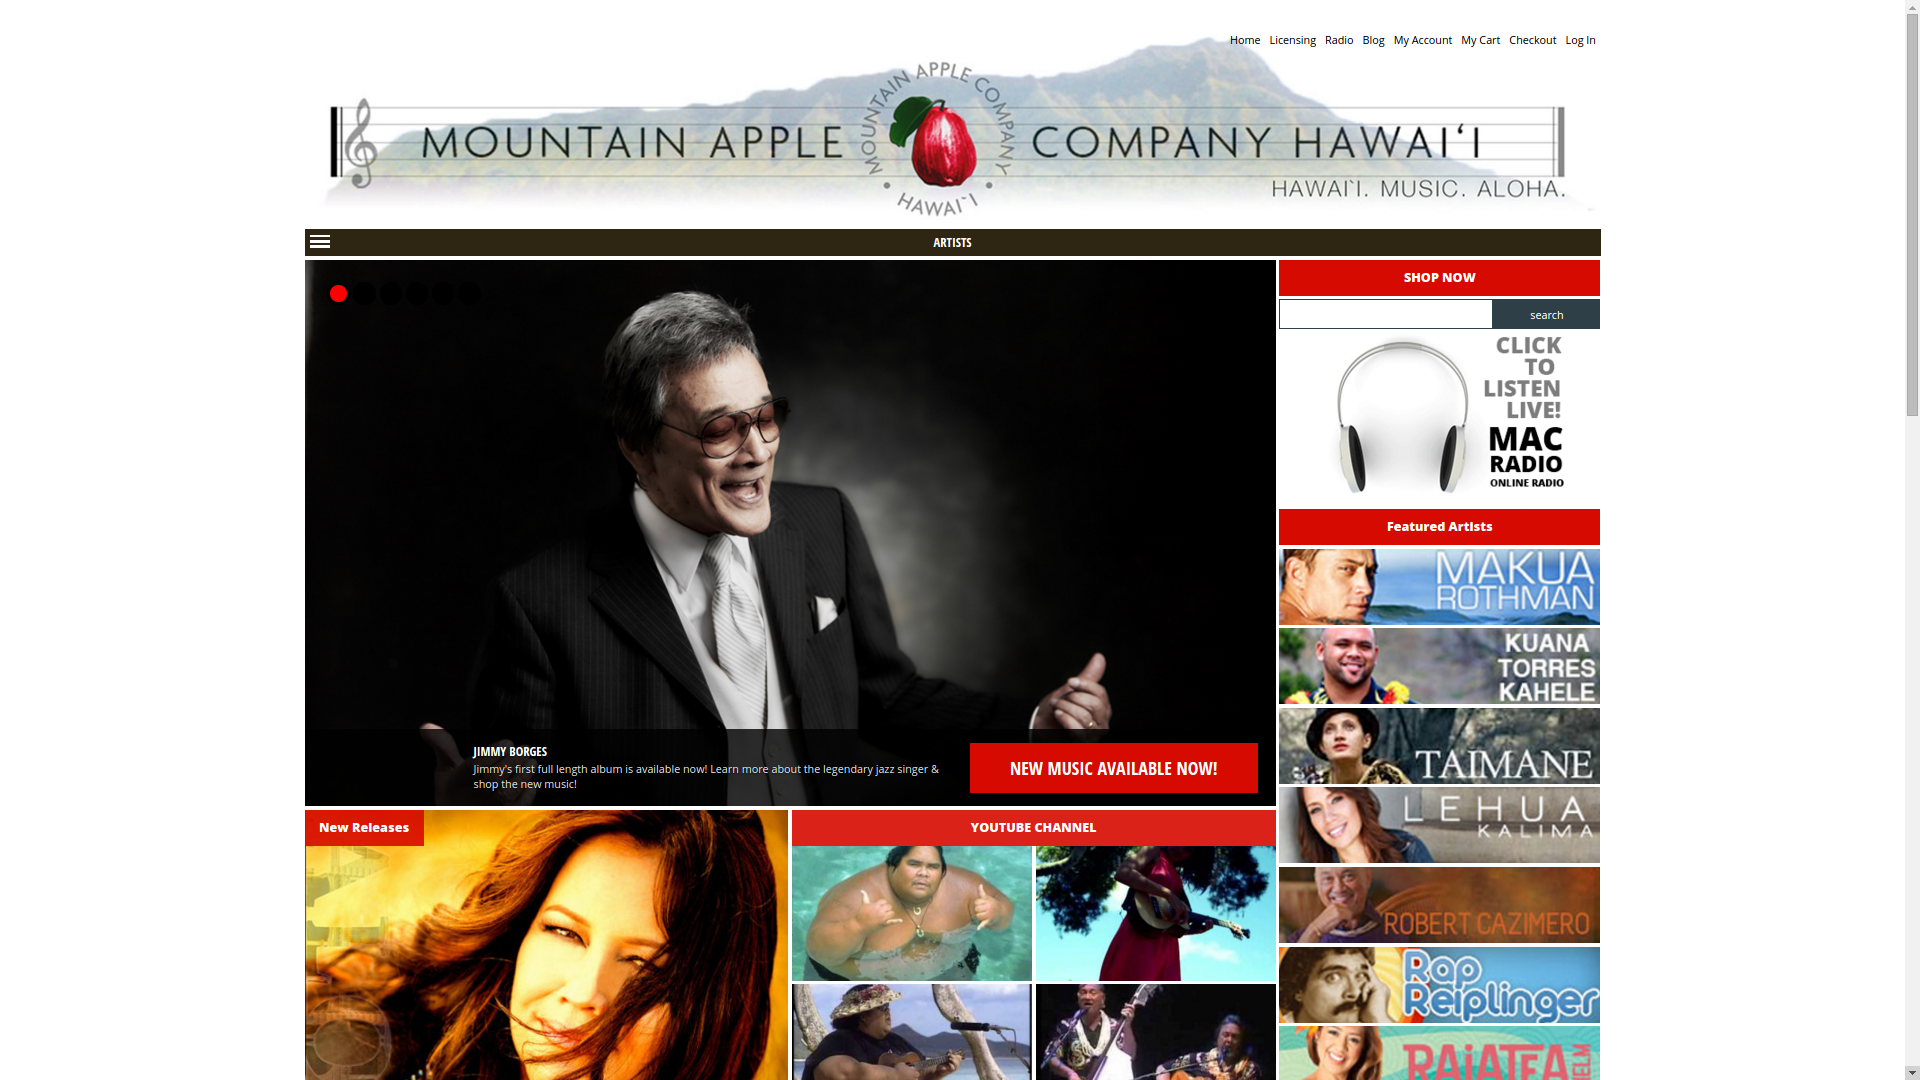 Home Licensing Radio Blog My Account My Cart Checkout Log In
MOUNTAIN APPLE COMPANY
HAWAI`I
MOUNTAIN APPLE COMPANY HAWAIʻI
HAWAI`I. MUSIC. ALOHA.
ARTISTS
SHOP NOW
search
CLICK
TO
LISTEN
LIVE!
MAC
RADIO
ONLINE RADIO
Featured Artists
MAKUA
ROTHMAN
KUANA
TORRES
KAHELE
TAIMANE
LEHUA
KALIMA
ROBERT CAZIMERO
Rap
Reiplinger
RAiATEA
HELM
JIMMY BORGES
Jimmy's first full length album is available now! Learn more about the legendary jazz singer &
shop the new music!
NEW MUSIC AVAILABLE NOW!
New Releases
YOUTUBE CHANNEL